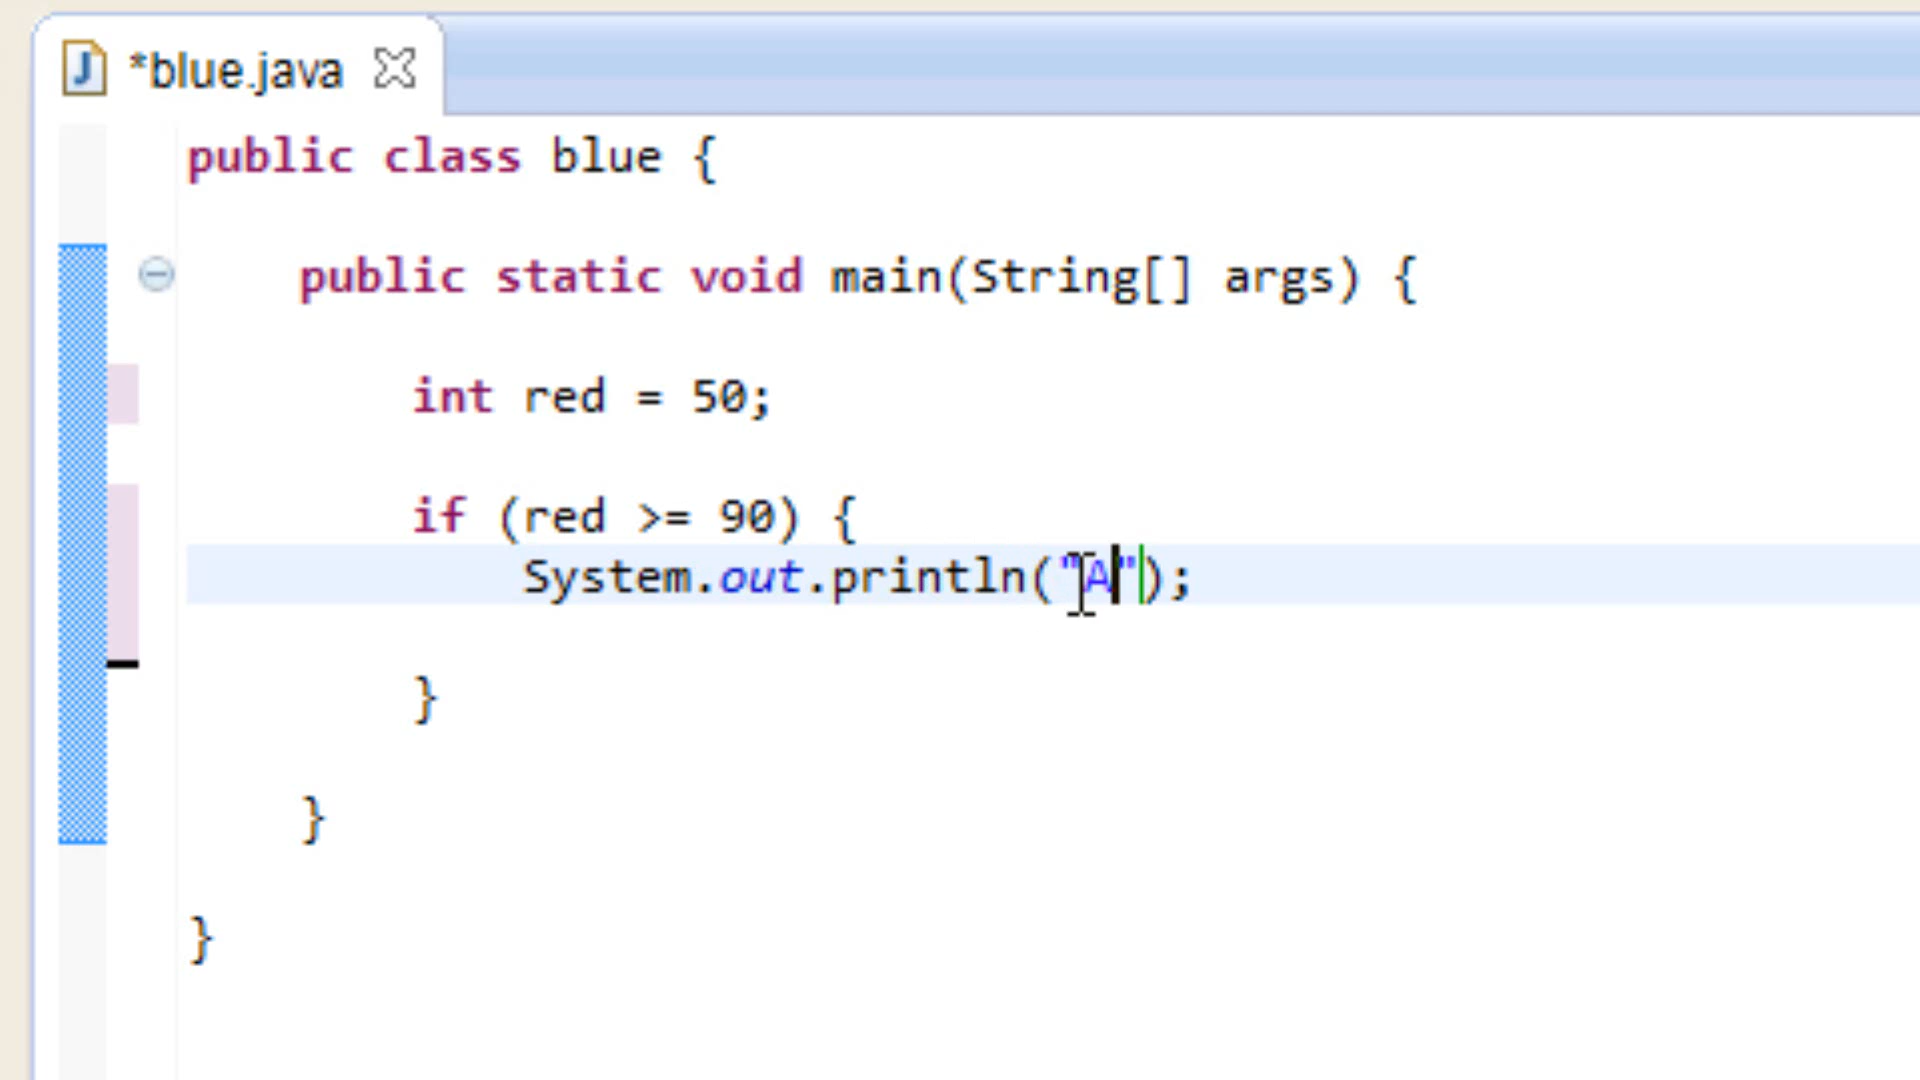 *blue.java
public class blue {
public static void main(String[] args) {
int red = 50;
if (red >= 90) {
System.out.println("A");
}
}
}